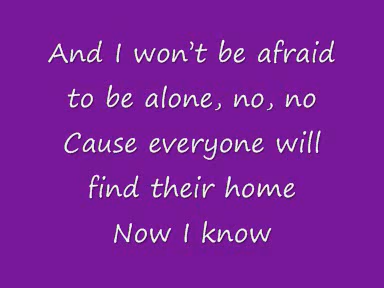 And I won't be afraid
to be alone, no, no
Cause everyone will
find their home
Now I know